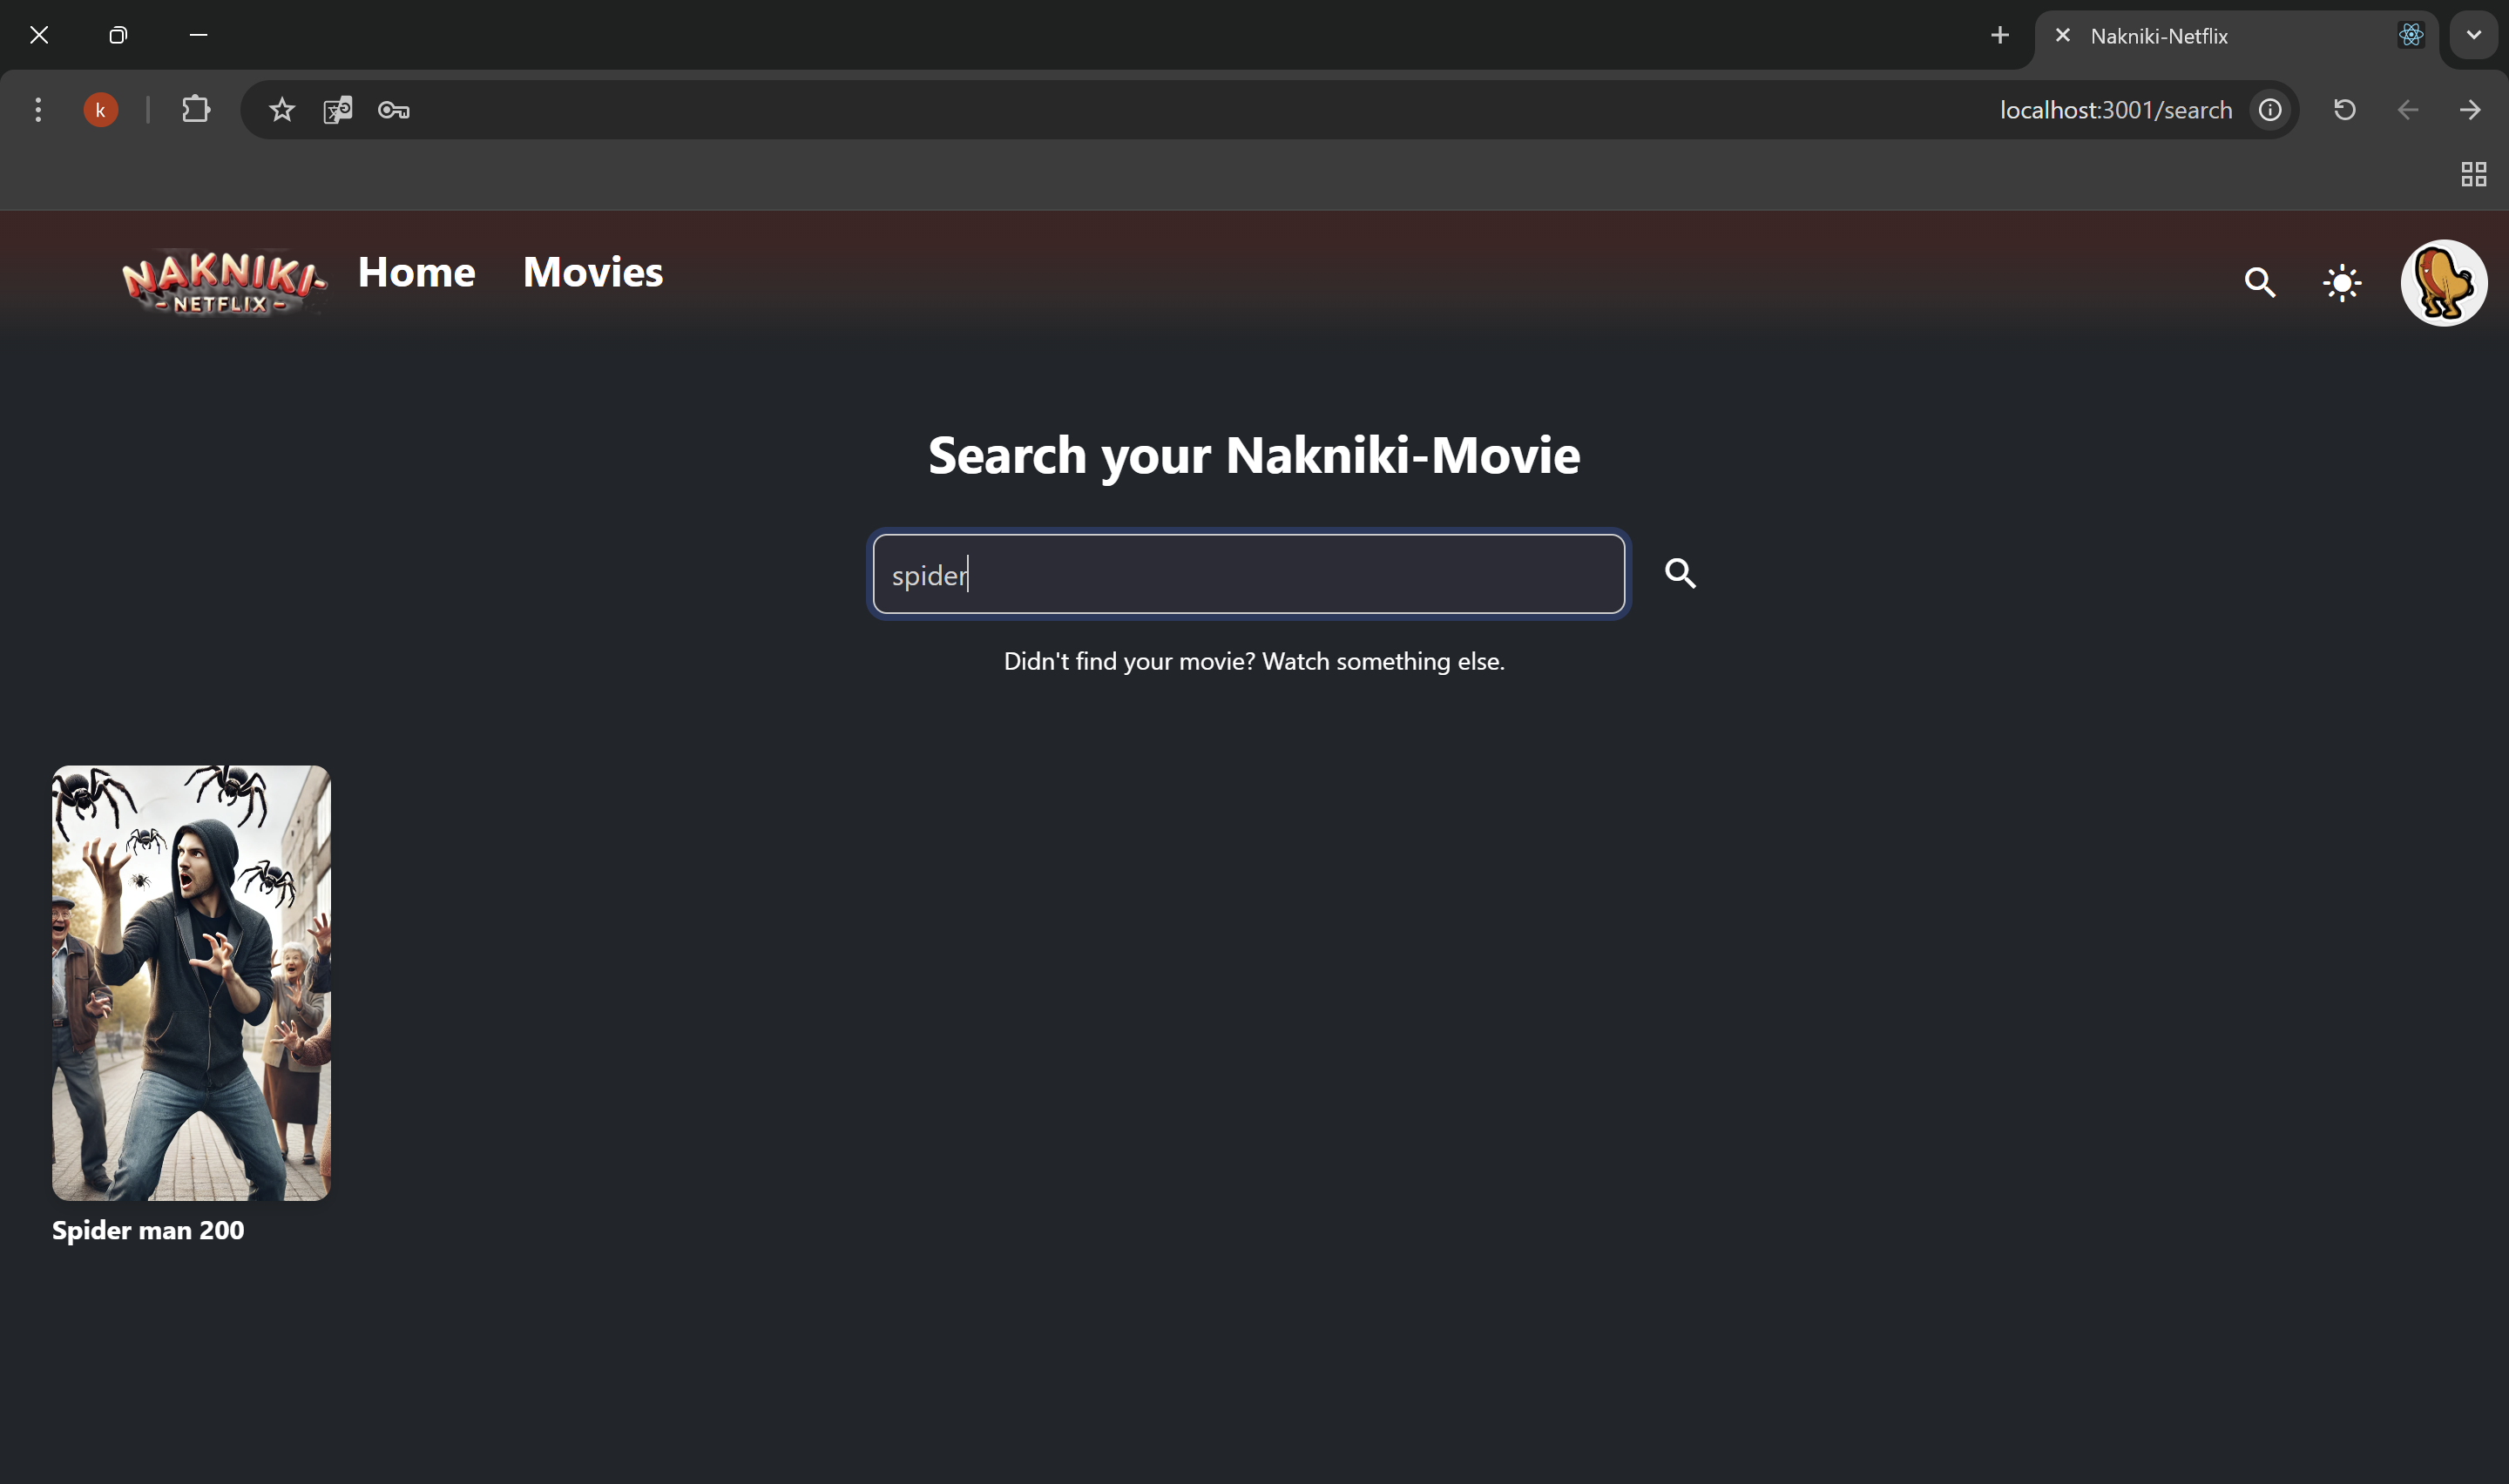 Nakniki-Netflix
k
localhost:3001/search
NAKNIKI-
-NETFLIX-
Home
Movies
Search your Nakniki-Movie
spider
Didn't find your movie? Watch something else.
Spider man 200